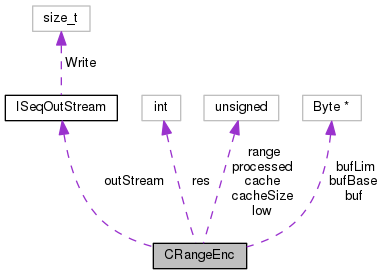 size_t
Write
ISeqOutStream
int
unsigned
Byte *
outStream
res
range
processed
cache
cacheSize
low
bufLim
bufBase
buf
CRangeEnc